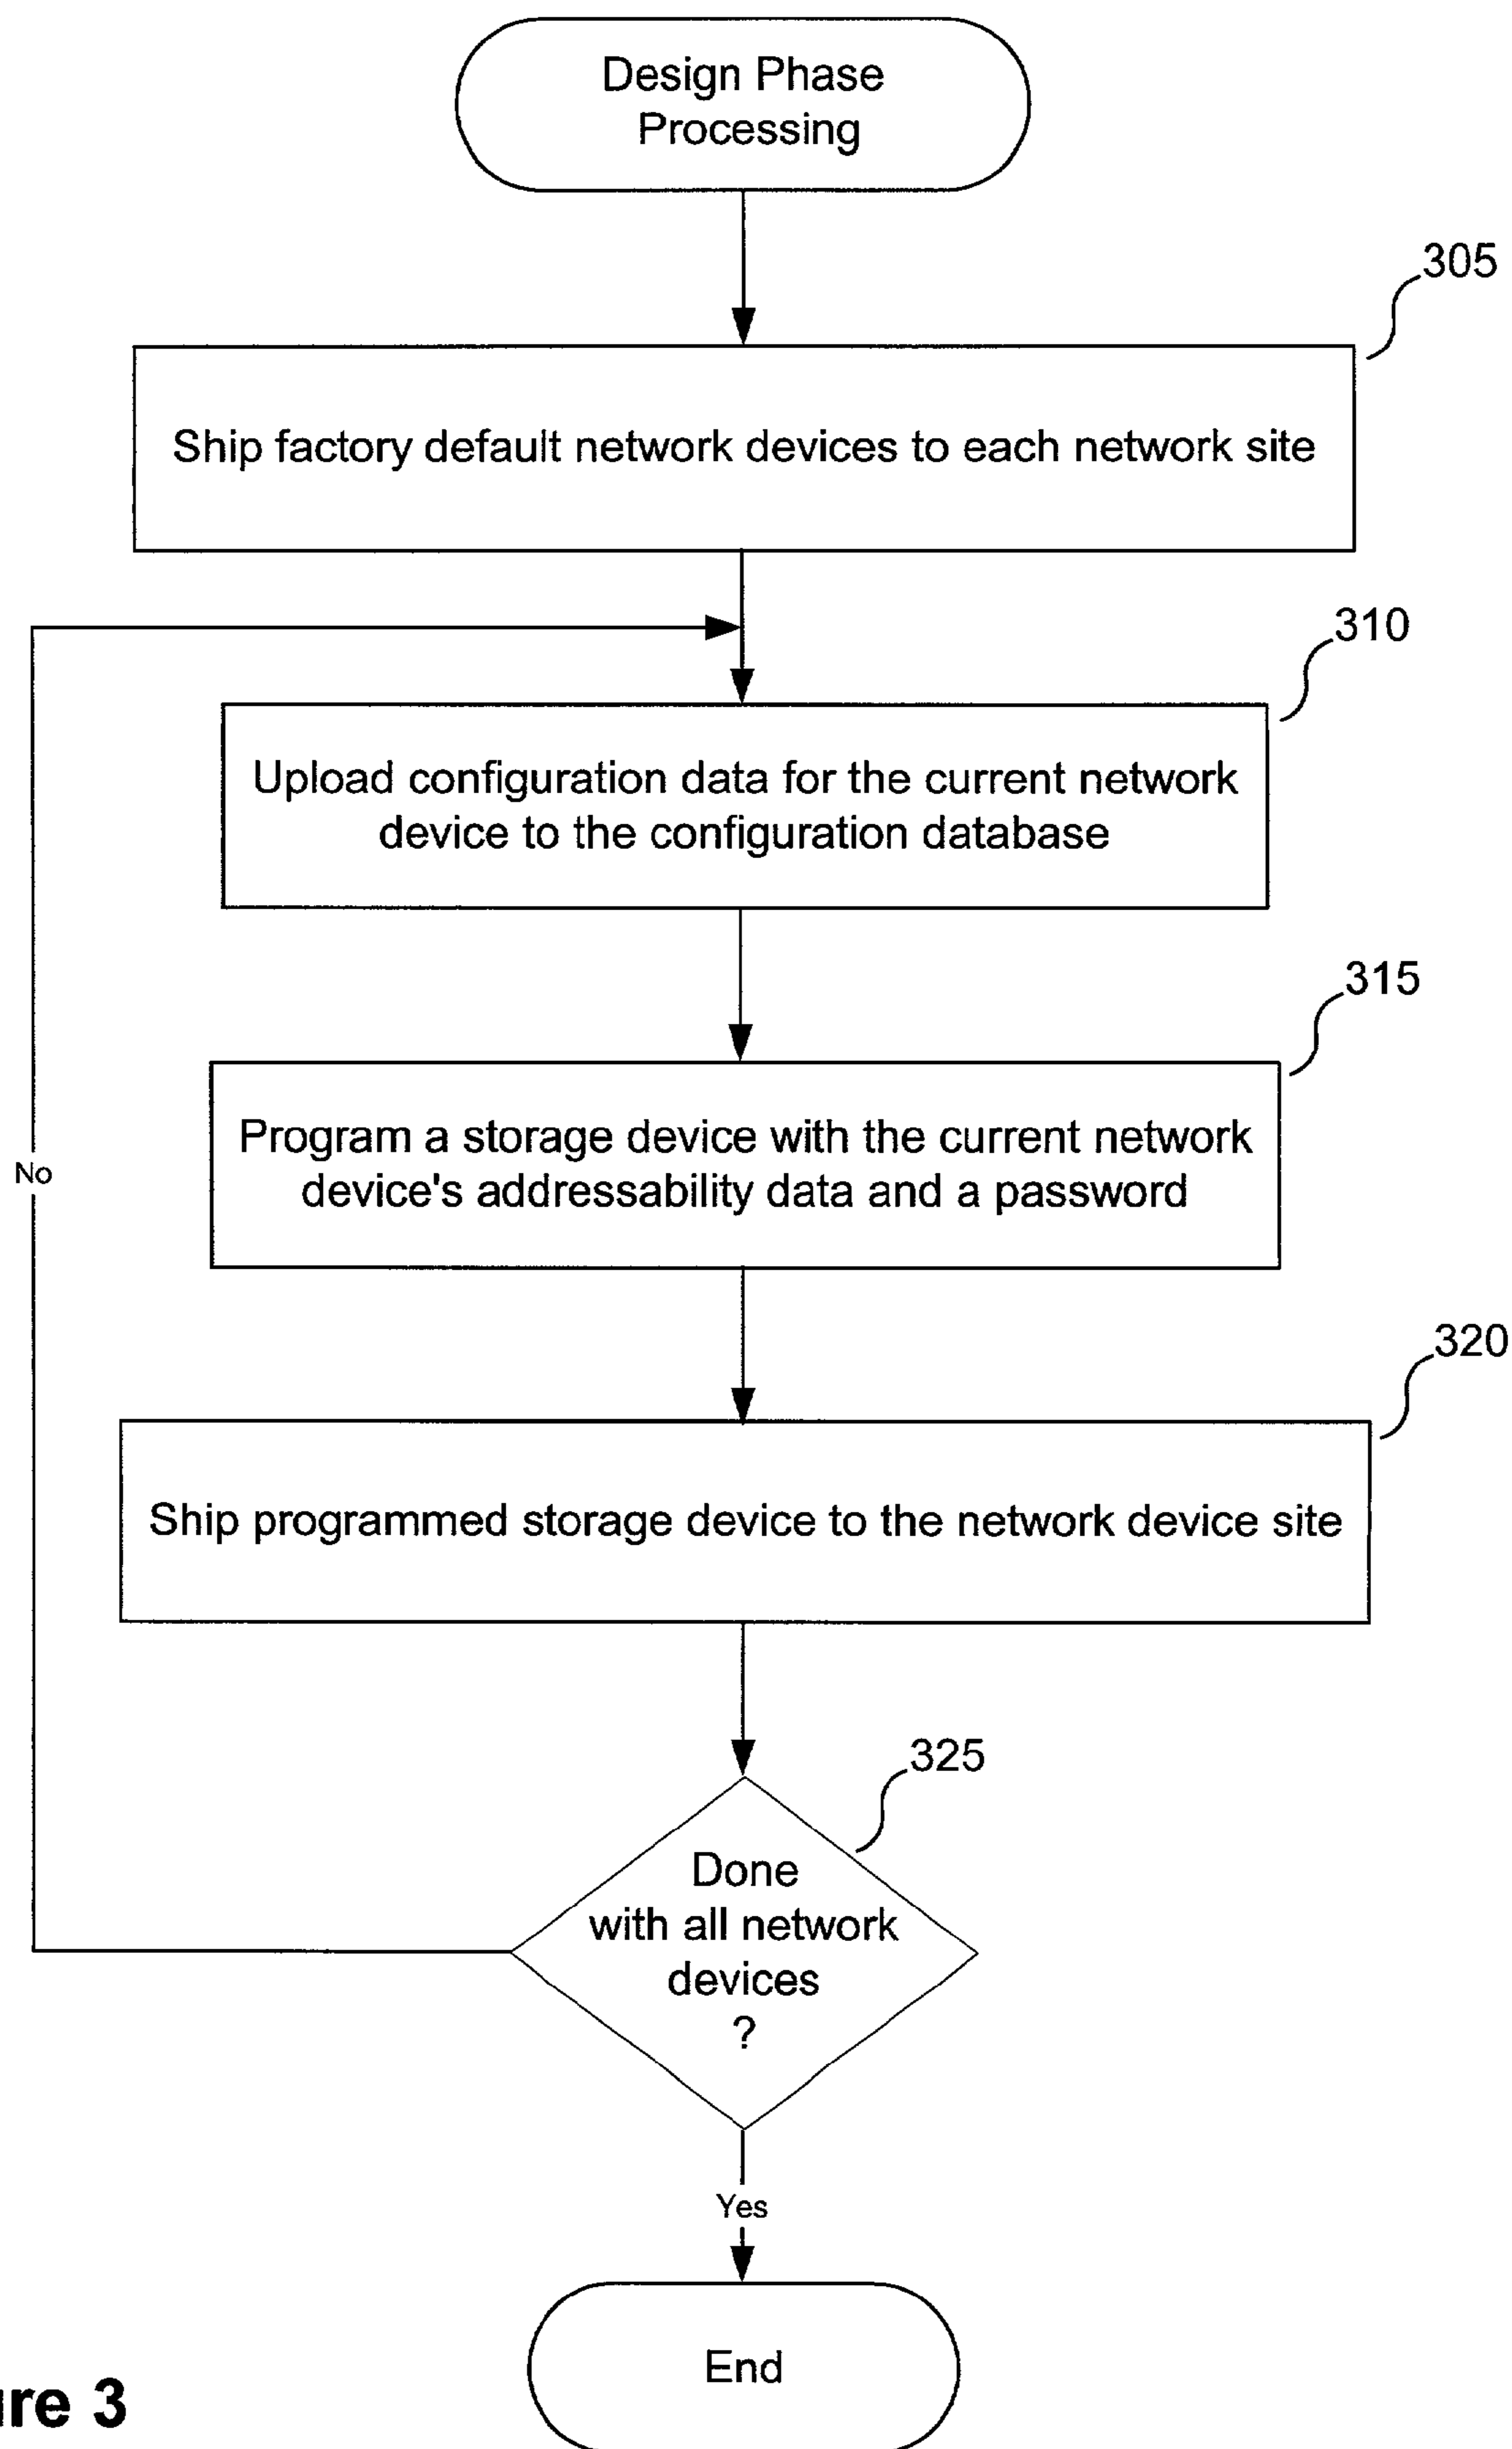 Design Phase
Processing
305
Ship factory default network devices to each network site
310
Upload configuration data for the current network
device to the configuration database
315
Program a storage device with the current network
device's addressability data and a password
No
320
Ship programmed storage device to the network device site
325
Done
with all network
devices
?
Yes
End
3